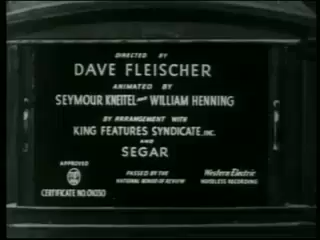 DIRECTED BY
DAVE FLEISCHER
ANIMATED BY
SEYMOUR KNEITEL and WILLIAM HENNING
BY ARRANGEMENT WITH
KING FEATURES SYNDICATE, INC.
AND
SEGAR
APPROVED
CERTIFICATE NO. 01030
PASSED BY THE
NATIONAL BOARD OF REVIEW
Western Electric
NOISELESS RECORDING